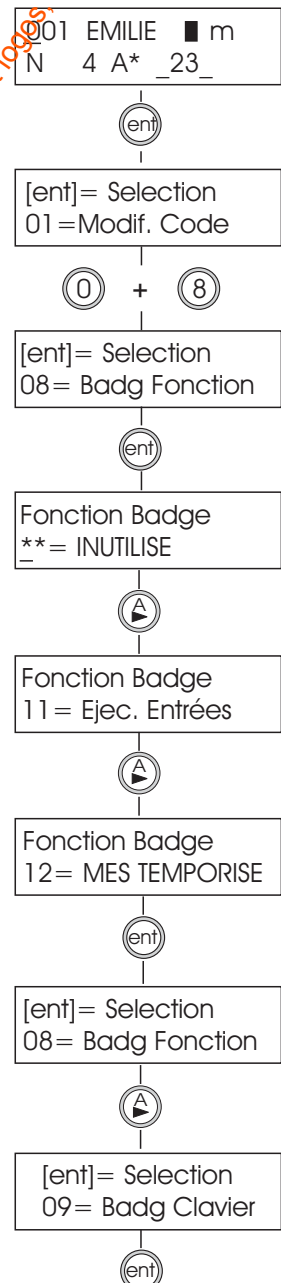 logos,
001 EMILIE █ m
N 4 A* _23_
ent
[ent]= Selection
01=Modif. Code
0 + 8
[ent]= Selection
08= Badg Fonction
ent
Fonction Badge
**= INUTILISE
A
Fonction Badge
11= Ejec. Entrées
A
Fonction Badge
12= MES TEMPORISE
ent
[ent]= Selection
08= Badg Fonction
A
[ent]= Selection
09= Badg Clavier
ent